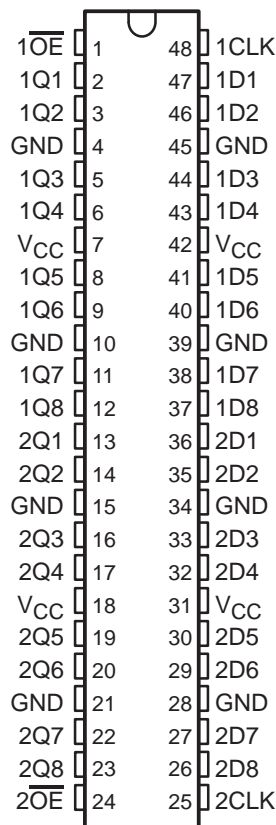 1O̅E̅ 1 48 1CLK
1Q1 2 47 1D1
1Q2 3 46 1D2
GND 4 45 GND
1Q3 5 44 1D3
1Q4 6 43 1D4
VCC 7 42 VCC
1Q5 8 41 1D5
1Q6 9 40 1D6
GND 10 39 GND
1Q7 11 38 1D7
1Q8 12 37 1D8
2Q1 13 36 2D1
2Q2 14 35 2D2
GND 15 34 GND
2Q3 16 33 2D3
2Q4 17 32 2D4
VCC 18 31 VCC
2Q5 19 30 2D5
2Q6 20 29 2D6
GND 21 28 GND
2Q7 22 27 2D7
2Q8 23 26 2D8
2O̅E̅ 24 25 2CLK